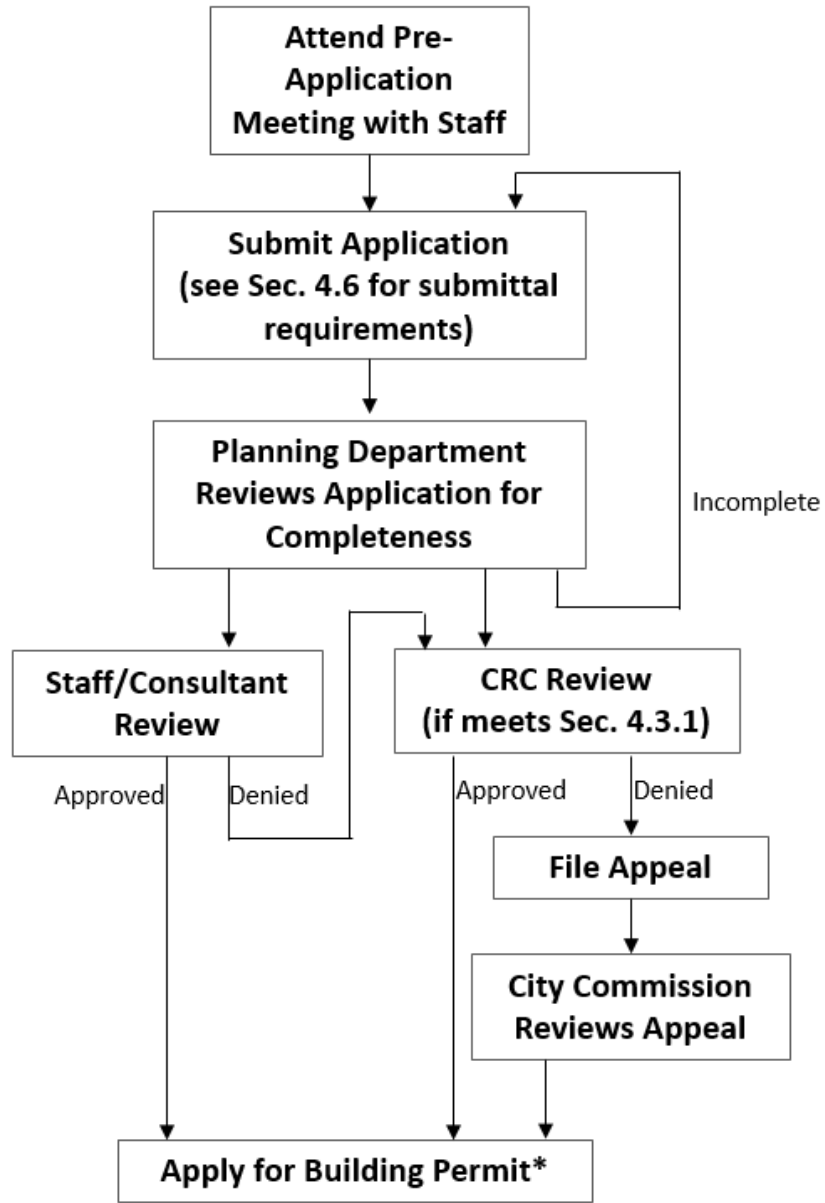 Attend Pre-
Application
Meeting with Staff
Submit Application
(see Sec. 4.6 for submittal
requirements)
Planning Department
Reviews Application for
Completeness
Incomplete
Staff/Consultant
Review
CRC Review
(if meets Sec. 4.3.1)
Approved
Denied
Approved
Denied
File Appeal
City Commission
Reviews Appeal
Apply for Building Permit*